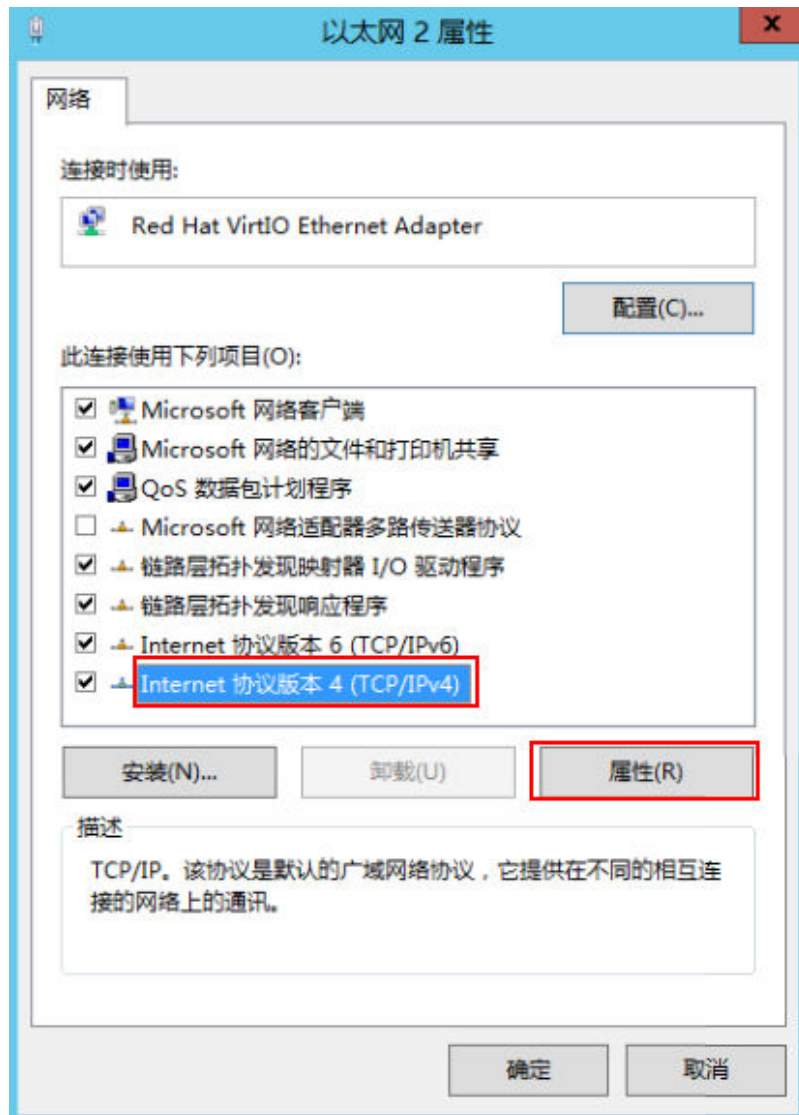 以太网 2 属性
网络
连接时使用:
Red Hat VirtIO Ethernet Adapter
配置(C)...
此连接使用下列项目(O):
Microsoft 网络客户端
Microsoft 网络的文件和打印机共享
QoS 数据包计划程序
Microsoft 网络适配器多路传送器协议
链路层拓扑发现映射器 I/O 驱动程序
链路层拓扑发现响应程序
Internet 协议版本 6 (TCP/IPv6)
Internet 协议版本 4 (TCP/IPv4)
安装(N)... 卸载(U) 属性(R)
描述
TCP/IP。该协议是默认的广域网络协议，它提供在不同的相互连
接的网络上的通讯。
确定 取消